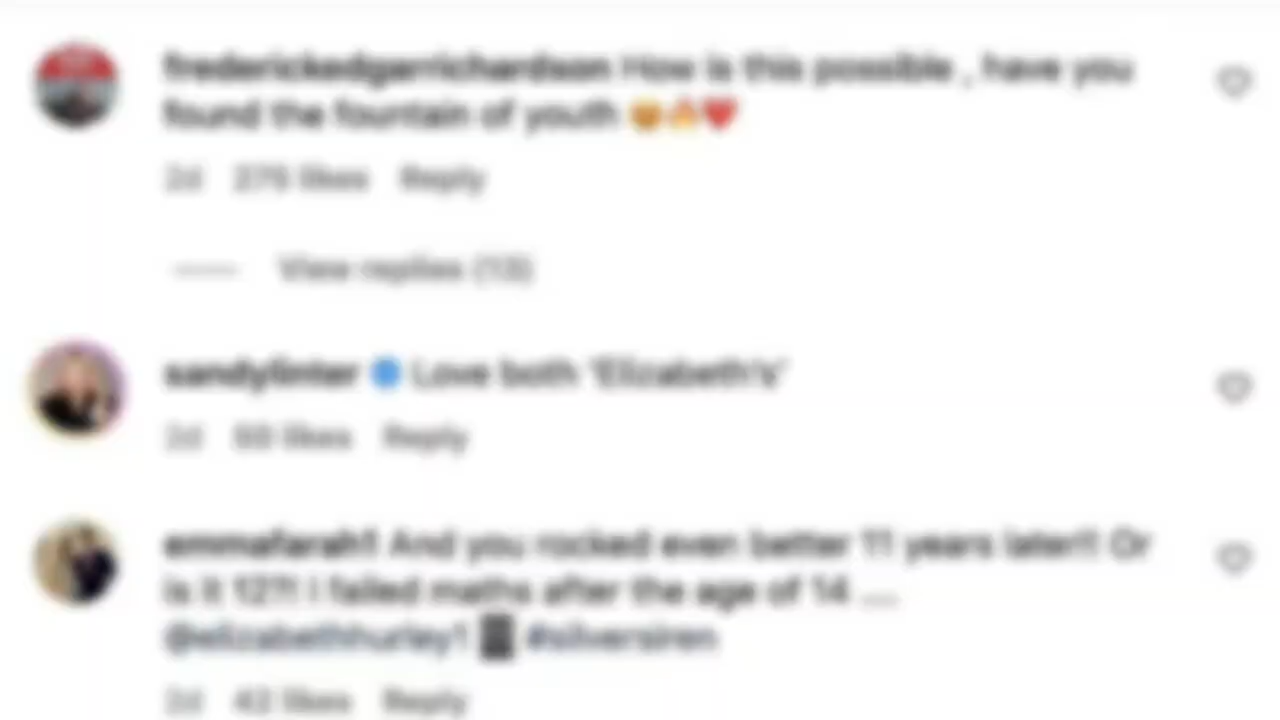 frederickedgarrichardson How is this possible , have you
found the fountain of youth 😍🔥❤️
2d 275 likes Reply
View replies (13)
sandylinter Love both 'Elizabeth's'
2d likes Reply
emmafarah1 And you rocked even better 11 years later!! Or
is it 12?! I failed maths after the age of 14 ....
@elizabethhurley1 #silversiren
2d 42 likes Reply